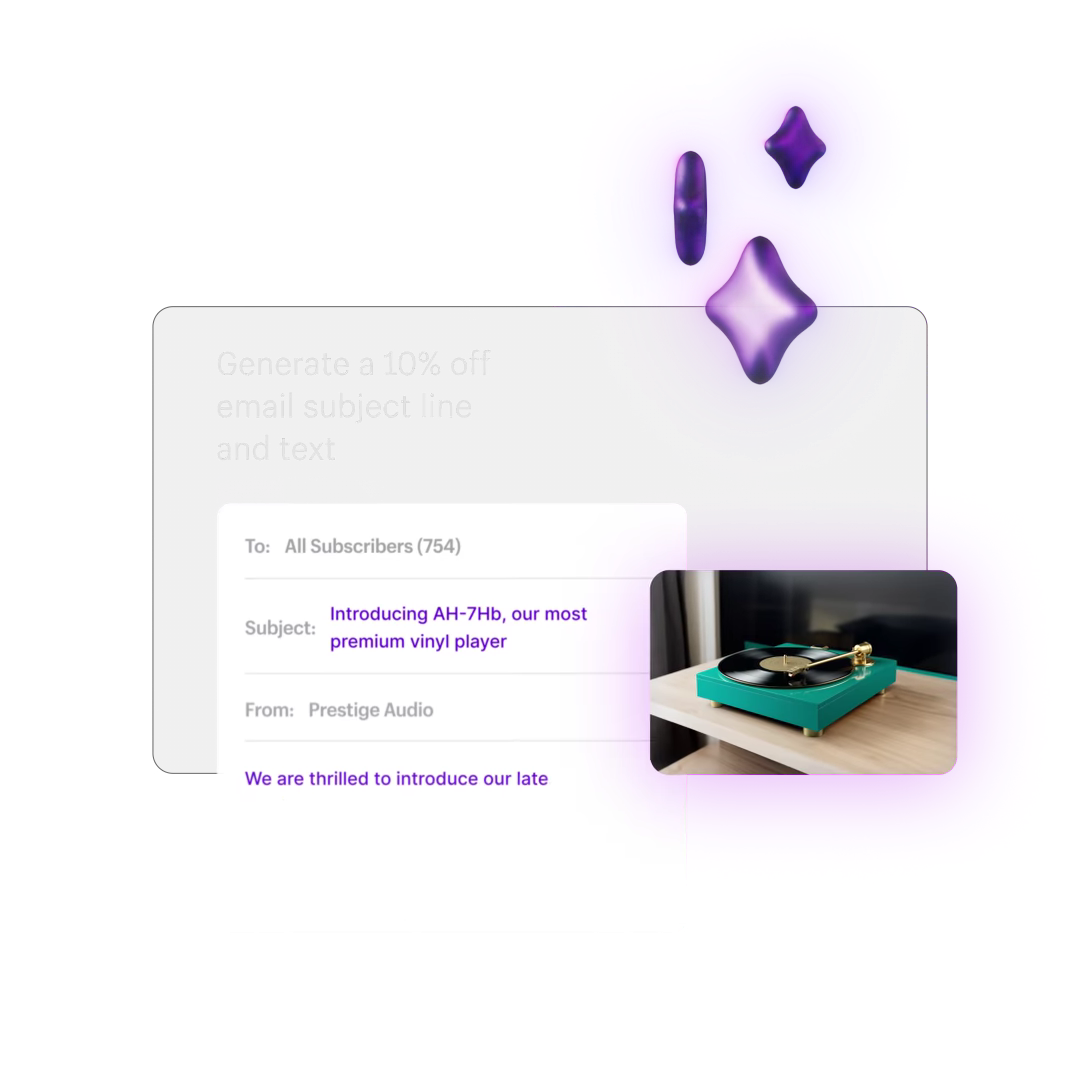 Generate a 10% off
email subject line
and text
To: All Subscribers (754)
Subject: Introducing AH-7Hb, our most
premium vinyl player
From: Prestige Audio
We are thrilled to introduce our late